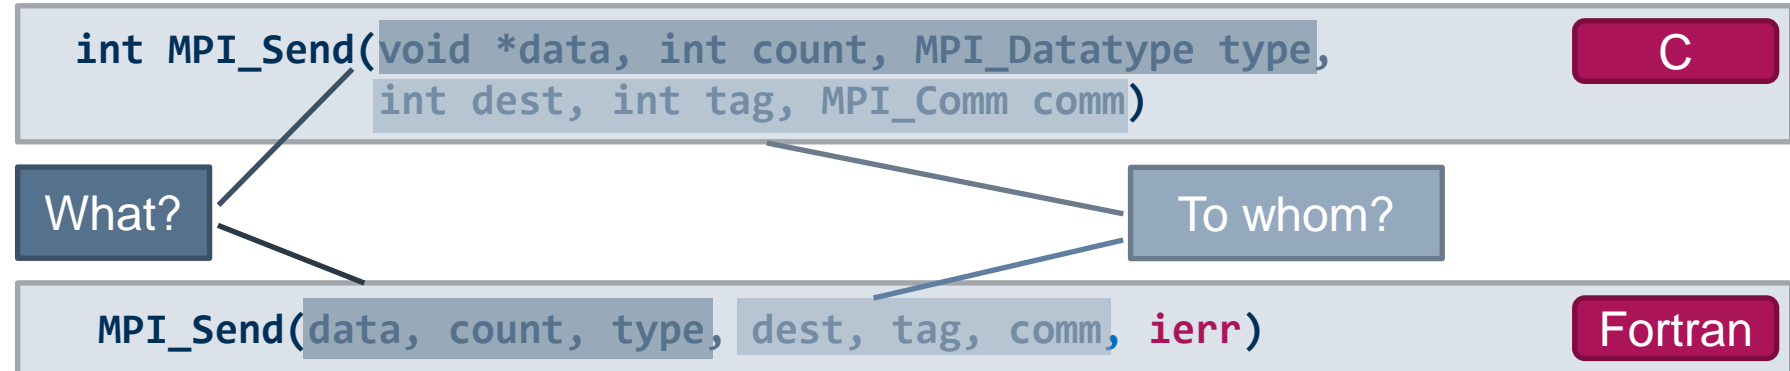 int MPI_Send(void *data, int count, MPI_Datatype type,
C
int dest, int tag, MPI_Comm comm)
What?
To whom?
MPI_Send(data, count, type, dest, tag, comm, ierr)
Fortran